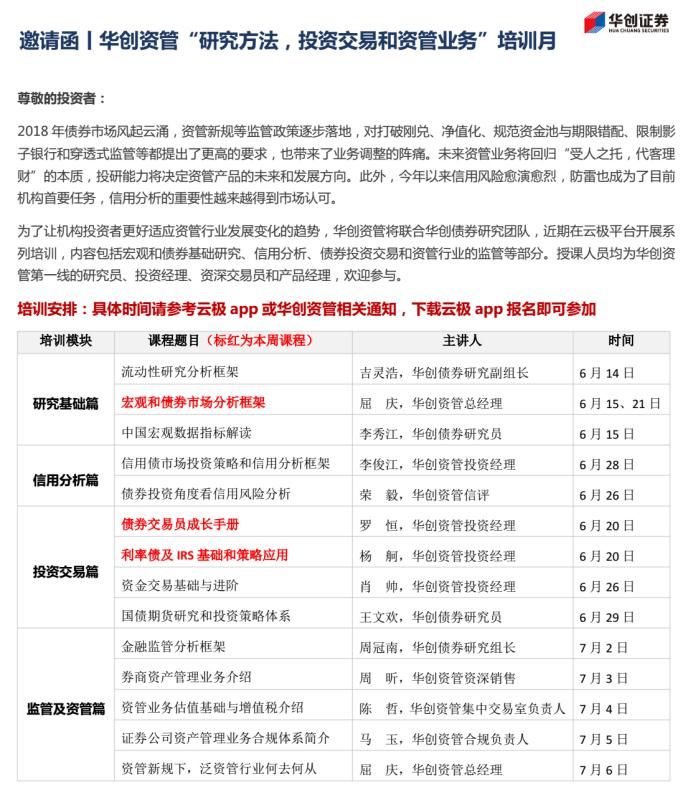 华创证券
HUA CHUANG SECURITIES
邀请函丨华创资管“研究方法，投资交易和资管业务”培训月
尊敬的投资者：
2018 年债券市场风起云涌，资管新规等监管政策逐步落地，对打破刚兑、净值化、规范资金池与期限错配、限制影
子银行和穿透式监管等都提出了更高的要求，也带来了业务调整的阵痛。未来资管业务将回归“受人之托，代客理
财”的本质，投研能力将决定资管产品的未来和发展方向。此外，今年以来信用风险愈演愈烈，防雷也成为了目前
机构首要任务，信用分析的重要性越来越得到市场认可。
为了让机构投资者更好适应资管行业发展变化的趋势，华创资管将联合华创债券研究团队，近期在云极平台开展系
列培训，内容包括宏观和债券基础研究、信用分析、债券投资交易和资管行业的监管等部分。授课人员均为华创资
管第一线的研究员、投资经理、资深交易员和产品经理，欢迎参与。
培训安排：具体时间请参考云极 app 或华创资管相关通知，下载云极 app 报名即可参加
培训模块 课程题目（标红为本周课程） 主讲人 时间
研究基础篇
流动性研究分析框架 吉灵浩，华创债券研究副组长 6 月 14 日
宏观和债券市场分析框架 屈 庆，华创资管总经理 6 月 15、21 日
中国宏观数据指标解读 李秀江，华创债券研究员 6 月 15 日
信用分析篇
信用债市场投资策略和信用分析框架 李俊江，华创资管投资经理 6 月 28 日
债券投资角度看信用风险分析 荣 毅，华创资管信评 6 月 26 日
投资交易篇
债券交易员成长手册 罗 恒，华创资管投资经理 6 月 20 日
利率债及 IRS 基础和策略应用 杨 舸，华创资管投资经理 6 月 20 日
资金交易基础与进阶 肖 帅，华创资管投资经理 6 月 26 日
国债期货研究和投资策略体系 王文欢，华创债券研究员 6 月 29 日
监管及资管篇
金融监管分析框架 周冠南，华创债券研究组长 7 月 2 日
券商资产管理业务介绍 周 昕，华创资管资深销售 7 月 3 日
资管业务估值基础与增值税介绍 陈 哲，华创资管集中交易室负责人 7 月 4 日
证券公司资产管理业务合规体系简介 马 玉，华创资管合规负责人 7 月 5 日
资管新规下，泛资管行业何去何从 屈 庆，华创资管总经理 7 月 6 日